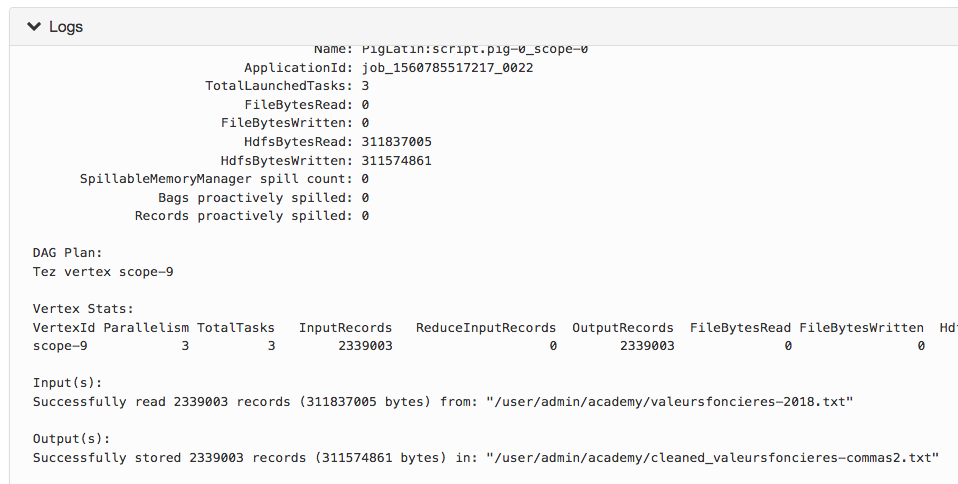 Logs
Name: PigLatin:script.pig-0_scope-0
ApplicationId: job_1560785517217_0022
TotalLaunchedTasks: 3
FileBytesRead: 0
FileBytesWritten: 0
HdfsBytesRead: 311837005
HdfsBytesWritten: 311574861
SpillableMemoryManager spill count: 0
Bags proactively spilled: 0
Records proactively spilled: 0
DAG Plan:
Tez vertex scope-9
Vertex Stats:
VertexId Parallelism TotalTasks InputRecords ReduceInputRecords OutputRecords FileBytesRead FileBytesWritten
scope-9 3 3 2339003 0 2339003 0 0
Input(s):
Successfully read 2339003 records (311837005 bytes) from: "/user/admin/academy/valeursfoncieres-2018.txt"
Output(s):
Successfully stored 2339003 records (311574861 bytes) in: "/user/admin/academy/cleaned_valeursfoncieres-commas2.txt"